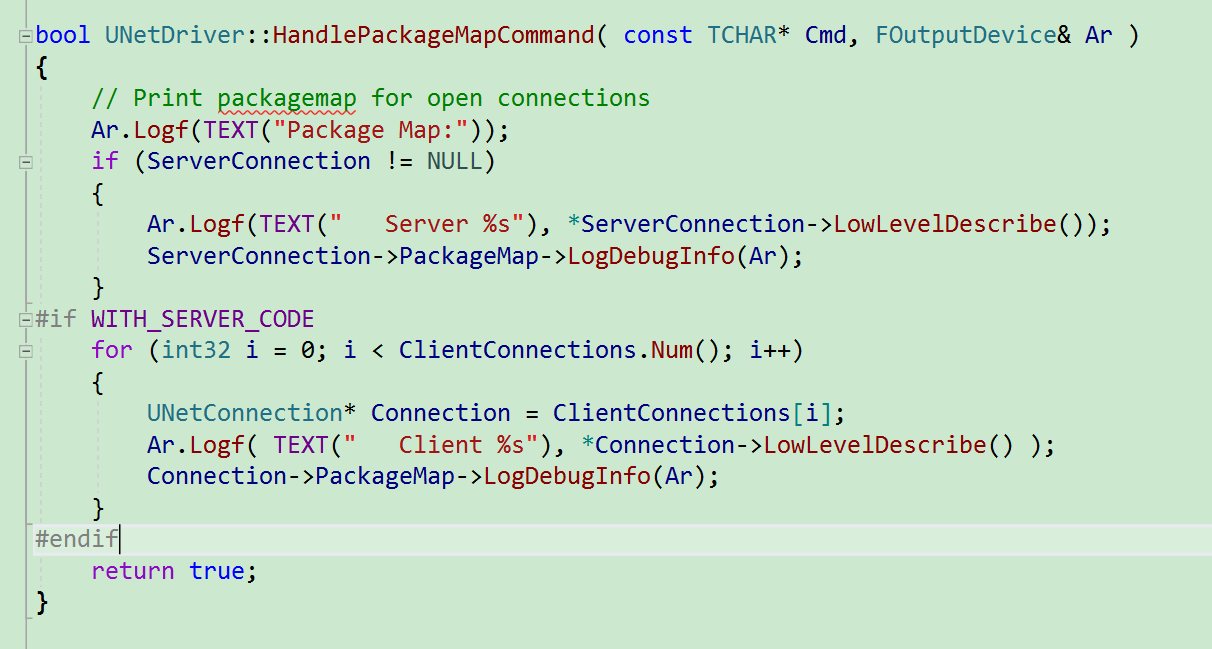 bool UNetDriver::HandlePackageMapCommand( const TCHAR* Cmd, FOutputDevice& Ar )
{
    // Print packagemap for open connections
    Ar.Logf(TEXT("Package Map:"));
    if (ServerConnection != NULL)
    {
        Ar.Logf(TEXT("   Server %s"), *ServerConnection->LowLevelDescribe());
        ServerConnection->PackageMap->LogDebugInfo(Ar);
    }
#if WITH_SERVER_CODE
    for (int32 i = 0; i < ClientConnections.Num(); i++)
    {
        UNetConnection* Connection = ClientConnections[i];
        Ar.Logf( TEXT("   Client %s"), *Connection->LowLevelDescribe() );
        Connection->PackageMap->LogDebugInfo(Ar);
    }
#endif
    return true;
}